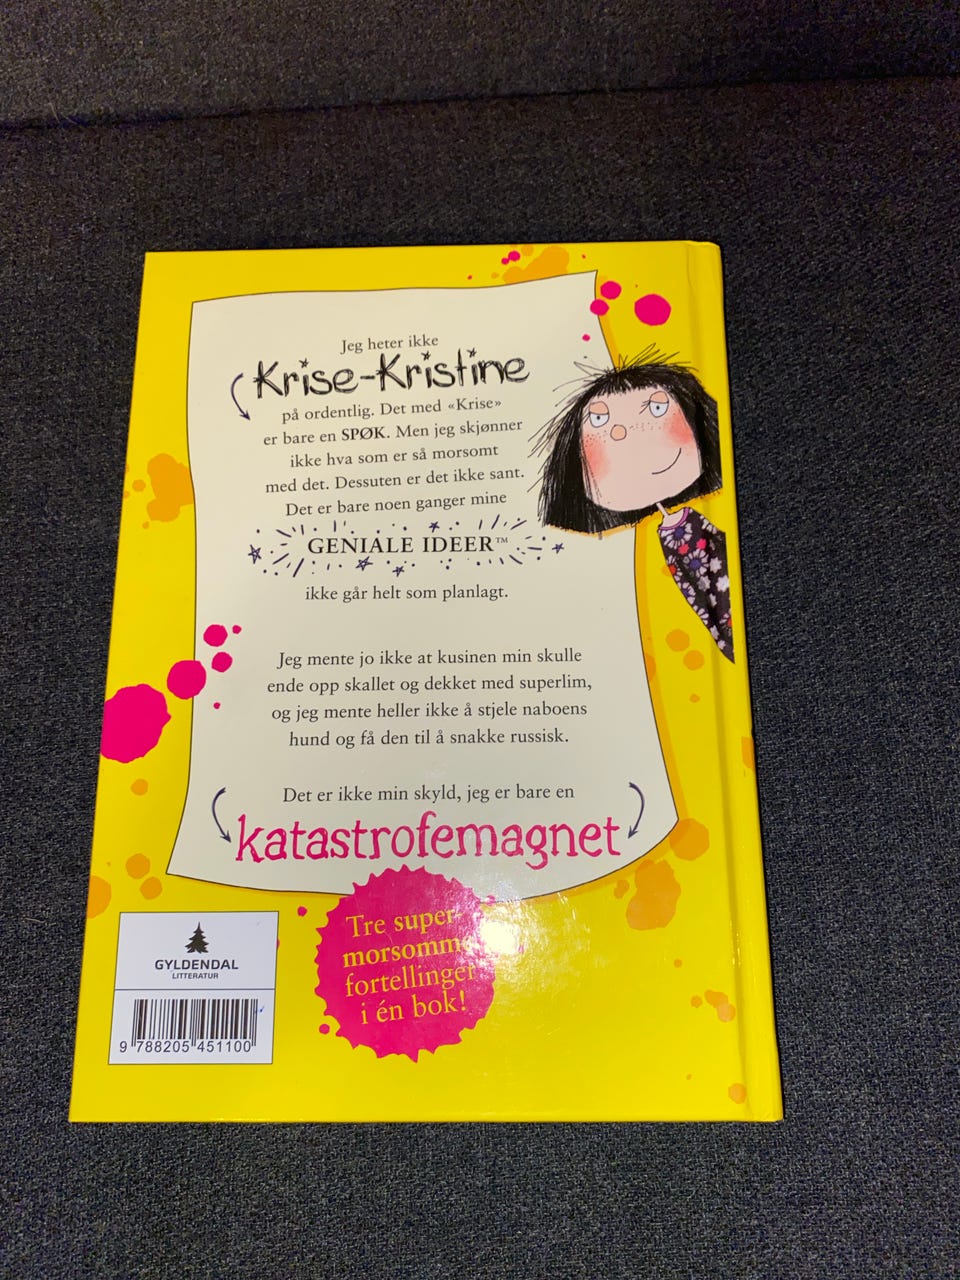 Jeg heter ikke
Krise-Kristine
på ordentlig. Det med «Krise»
er bare en SPØK. Men jeg skjønner
ikke hva som er så morsomt
med det. Dessuten er det ikke sant.
Det er bare noen ganger mine
GENIALE IDEER™
ikke går helt som planlagt.
Jeg mente jo ikke at kusinen min skulle
ende opp skallet og dekket med superlim,
og jeg mente heller ikke å stjele naboens
hund og få den til å snakke russisk.
Det er ikke min skyld, jeg er bare en
katastrofemagnet
Tre super-
morsomme
fortellinger
i én bok!
GYLDENDAL
LITTERATUR
9 788205 451100